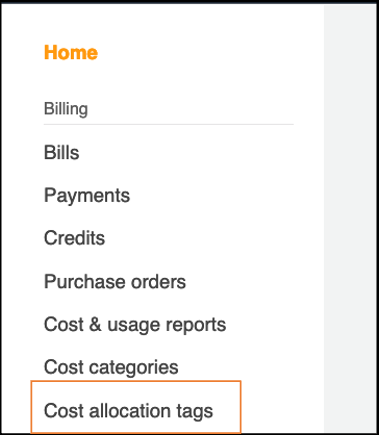 Home
Billing
Bills
Payments
Credits
Purchase orders
Cost & usage reports
Cost categories
Cost allocation tags